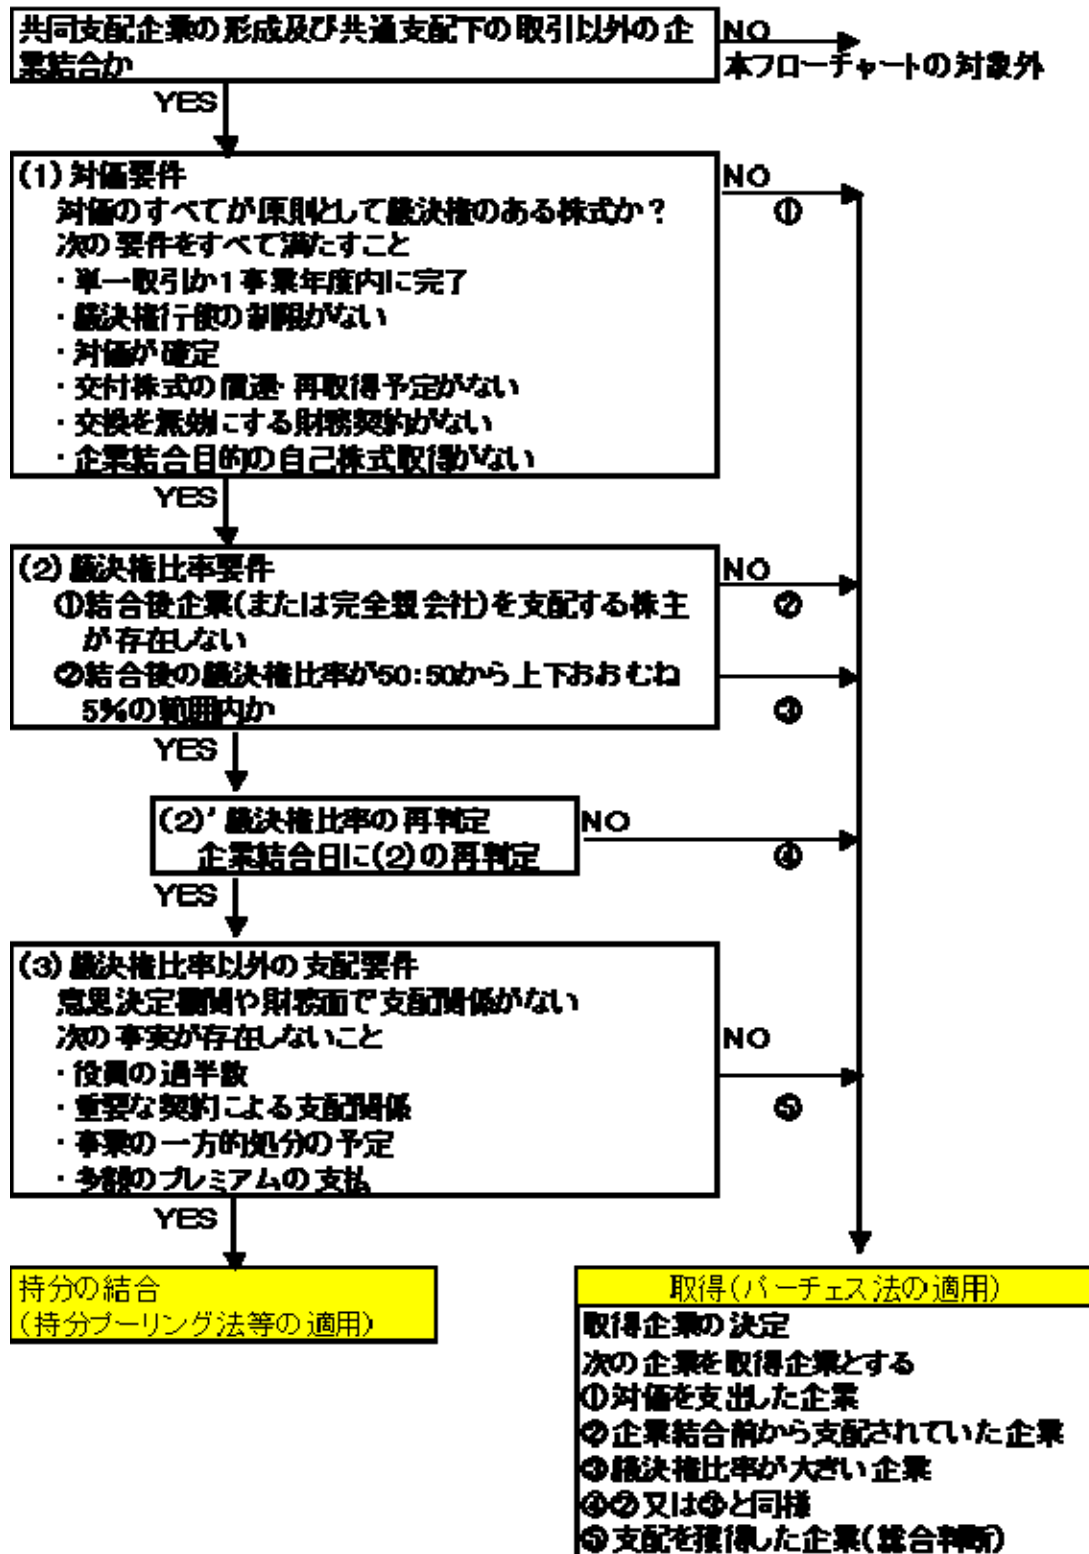 共同支配企業の形成及び共通支配下の取引以外の企
業結合か
NO
本フローチャートの対象外
YES
(1)対価要件
対価のすべてが原則として議決権のある株式か?
次の要件をすべて満たすこと
・単一取引か1事業年度内に完了
・議決権行使の制限がない
・対価が確定
・交付株式の償還・再取得予定がない
・交換を無効にする財務契約がない
・企業結合目的の自己株式取得がない
NO
①
YES
(2)議決権比率要件
①結合後企業(または完全親会社)を支配する株主
が存在しない
②結合後の議決権比率が50:50から上下おおむね
5%の範囲内か
NO
②
③
YES
(2)’議決権比率の再判定
企業結合日に(2)の再判定
NO
④
YES
(3)議決権比率以外の支配要件
意思決定機関や財務面で支配関係がない
次の事実が存在しないこと
・役員の過半数
・重要な契約による支配関係
・事業の一方的処分の予定
・多額のプレミアムの支払
NO
⑤
YES
持分の結合
(持分プーリング法等の適用)
取得(パーチェス法の適用)
取得企業の決定
次の企業を取得企業とする
①対価を支出した企業
②企業結合前から支配されていた企業
③議決権比率が大きい企業
④②又は③と同様
⑤支配を獲得した企業(総合判断)